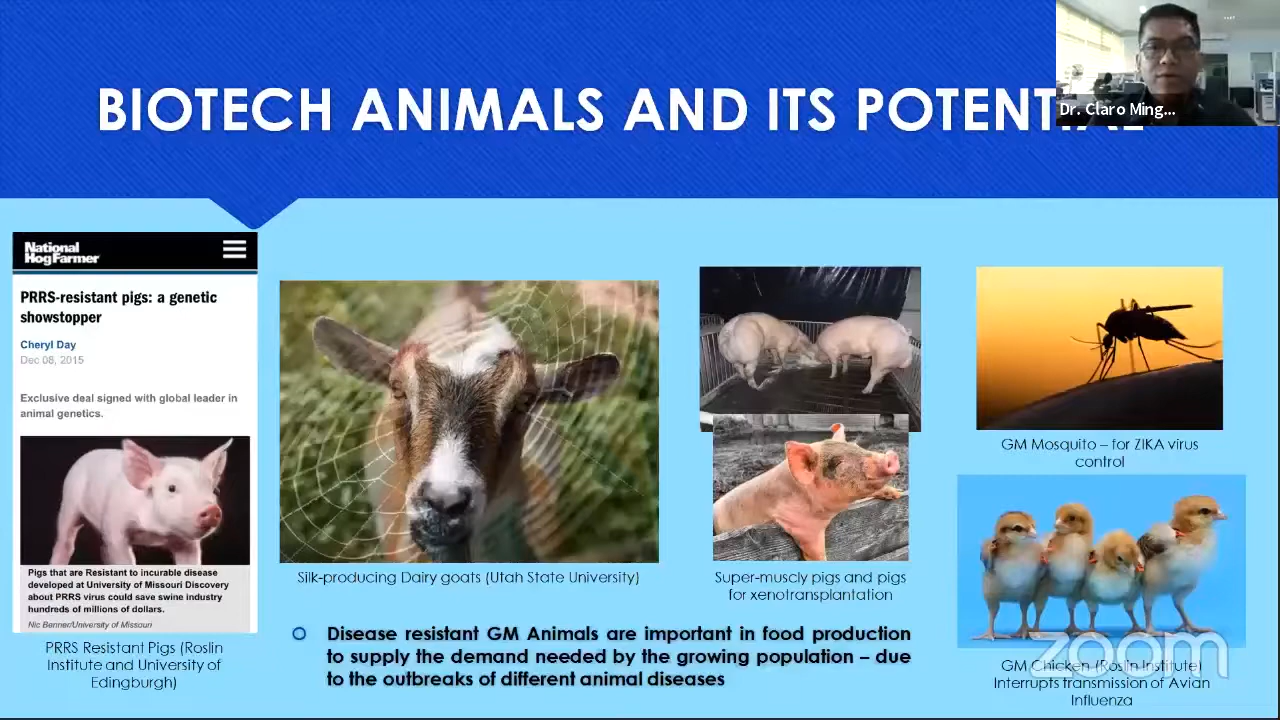 BIOTECH ANIMALS AND ITS POTENTIAL
Dr. Claro Ming...
National
Hog Farmer
PRRS-resistant pigs: a genetic
showstopper
Cheryl Day
Dec 08, 2015
Exclusive deal signed with global leader in
animal genetics.
Pigs that are Resistant to incurable disease
developed at University of Missouri Discovery
about PRRS virus could save swine industry
hundreds of millions of dollars.
Nic Benner/University of Missouri
PRRS Resistant Pigs (Roslin
Institute and University of
Edingburgh)
Silk-producing Dairy goats (Utah State University)
Super-muscly pigs and pigs
for xenotransplantation
GM Mosquito – for ZIKA virus
control
GM Chicken (Roslin Institute)
Interrupts transmission of Avian
Influenza
Disease resistant GM Animals are important in food production
to supply the demand needed by the growing population – due
to the outbreaks of different animal diseases
zoom